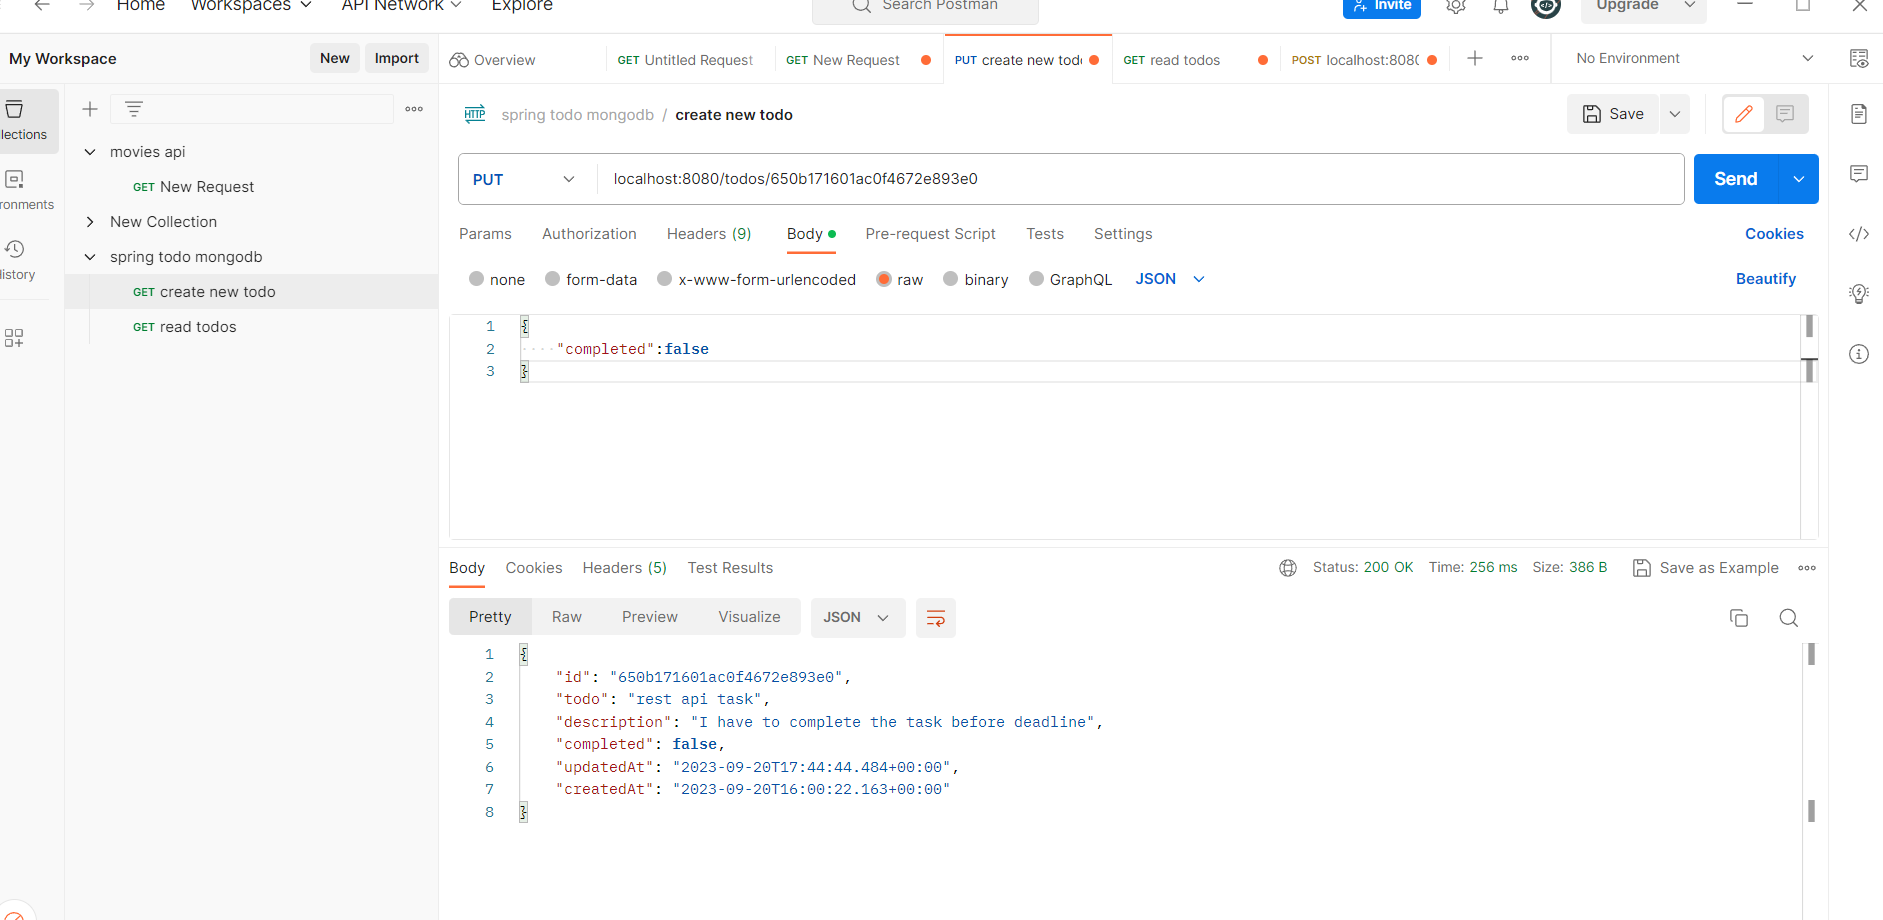 Home Workspaces API Network Explore Search Postman Invite Upgrade
My Workspace New Import
Overview GET Untitled Request GET New Request PUT create new tod GET read todos POST localhost:8080 No Environment
lections
ronments
istory
movies api
GET New Request
New Collection
spring todo mongodb
GET create new todo
GET read todos
HTTP spring todo mongodb / create new todo Save
PUT localhost:8080/todos/650b171601ac0f4672e893e0 Send
Params Authorization Headers (9) Body Pre-request Script Tests Settings Cookies
none form-data x-www-form-urlencoded raw binary GraphQL JSON Beautify
1 {
2 "completed":false
3 }
Body Cookies Headers (5) Test Results Status: 200 OK Time: 256 ms Size: 386 B Save as Example
Pretty Raw Preview Visualize JSON
1 {
2 "id": "650b171601ac0f4672e893e0",
3 "todo": "rest api task",
4 "description": "I have to complete the task before deadline",
5 "completed": false,
6 "updatedAt": "2023-09-20T17:44:44.484+00:00",
7 "createdAt": "2023-09-20T16:00:22.163+00:00"
8 }